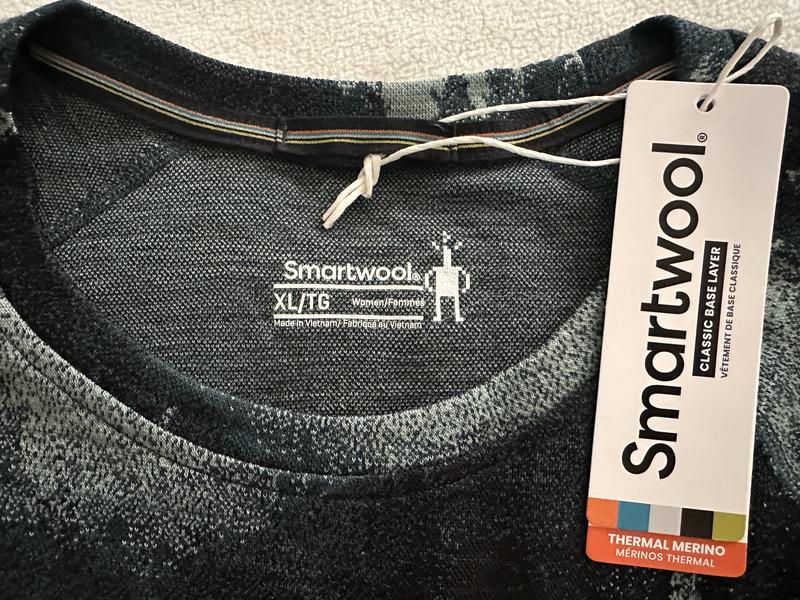 Smartwool®
XL/TG Women/Femmes
Made in Vietnam/ Fabriqué au Vietnam
Smartwool®
CLASSIC BASE LAYER
VÊTEMENT DE BASE CLASSIQUE
THERMAL MERINO
MÉRINOS THERMAL